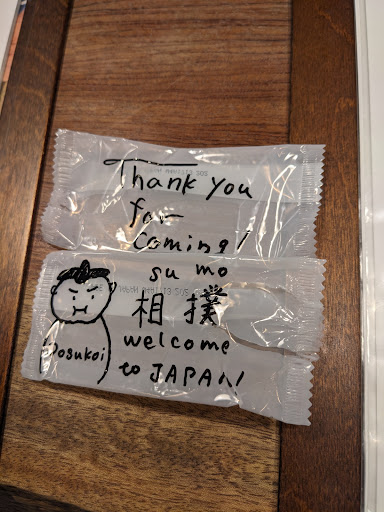 Thank you
for
coming!
su mo
相撲
welcome
to JAPAN!
Dosukoi